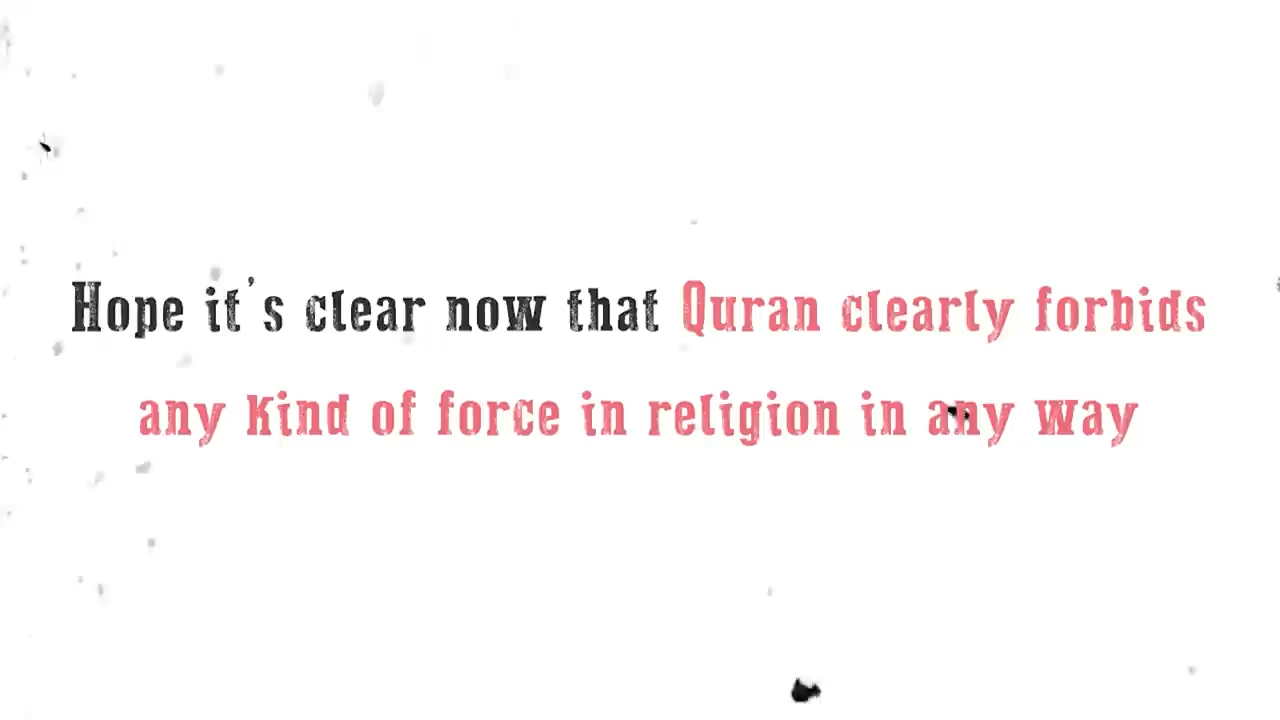 Hope it's clear now that Quran clearly forbids
any Kind of force in religion in any way